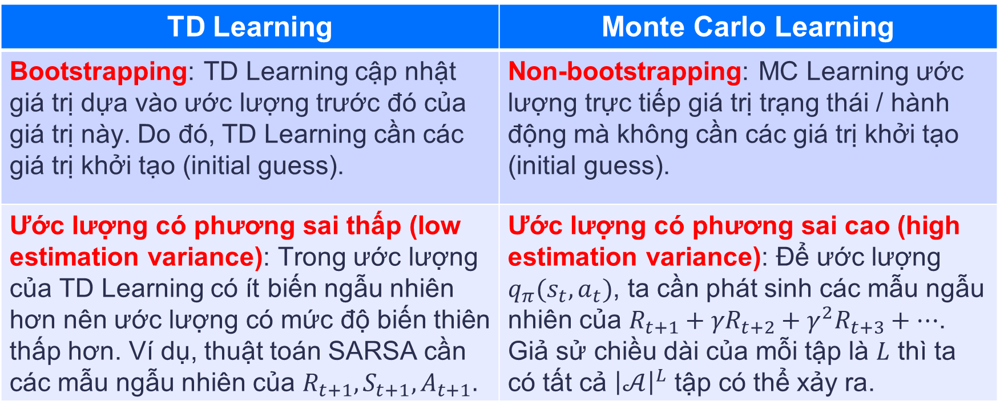 TD Learning
Monte Carlo Learning
Bootstrapping: TD Learning cập nhật
giá trị dựa vào ước lượng trước đó của
giá trị này. Do đó, TD Learning cần các
giá trị khởi tạo (initial guess).
Non-bootstrapping: MC Learning ước
lượng trực tiếp giá trị trạng thái / hành
động mà không cần các giá trị khởi tạo
(initial guess).
Ước lượng có phương sai thấp (low
estimation variance): Trong ước lượng
của TD Learning có ít biến ngẫu nhiên
hơn nên ước lượng có mức độ biến thiên
thấp hơn. Ví dụ, thuật toán SARSA cần
các mẫu ngẫu nhiên của $R_{t+1}, S_{t+1}, A_{t+1}$.
Ước lượng có phương sai cao (high
estimation variance): Để ước lượng
$q_\pi(s_t, a_t)$, ta cần phát sinh các mẫu ngẫu
nhiên của $R_{t+1} + \gamma R_{t+2} + \gamma^2 R_{t+3} + \cdots$.
Giả sử chiều dài của mỗi tập là $L$ thì ta
có tất cả $|\mathcal{A}|^L$ tập có thể xảy ra.